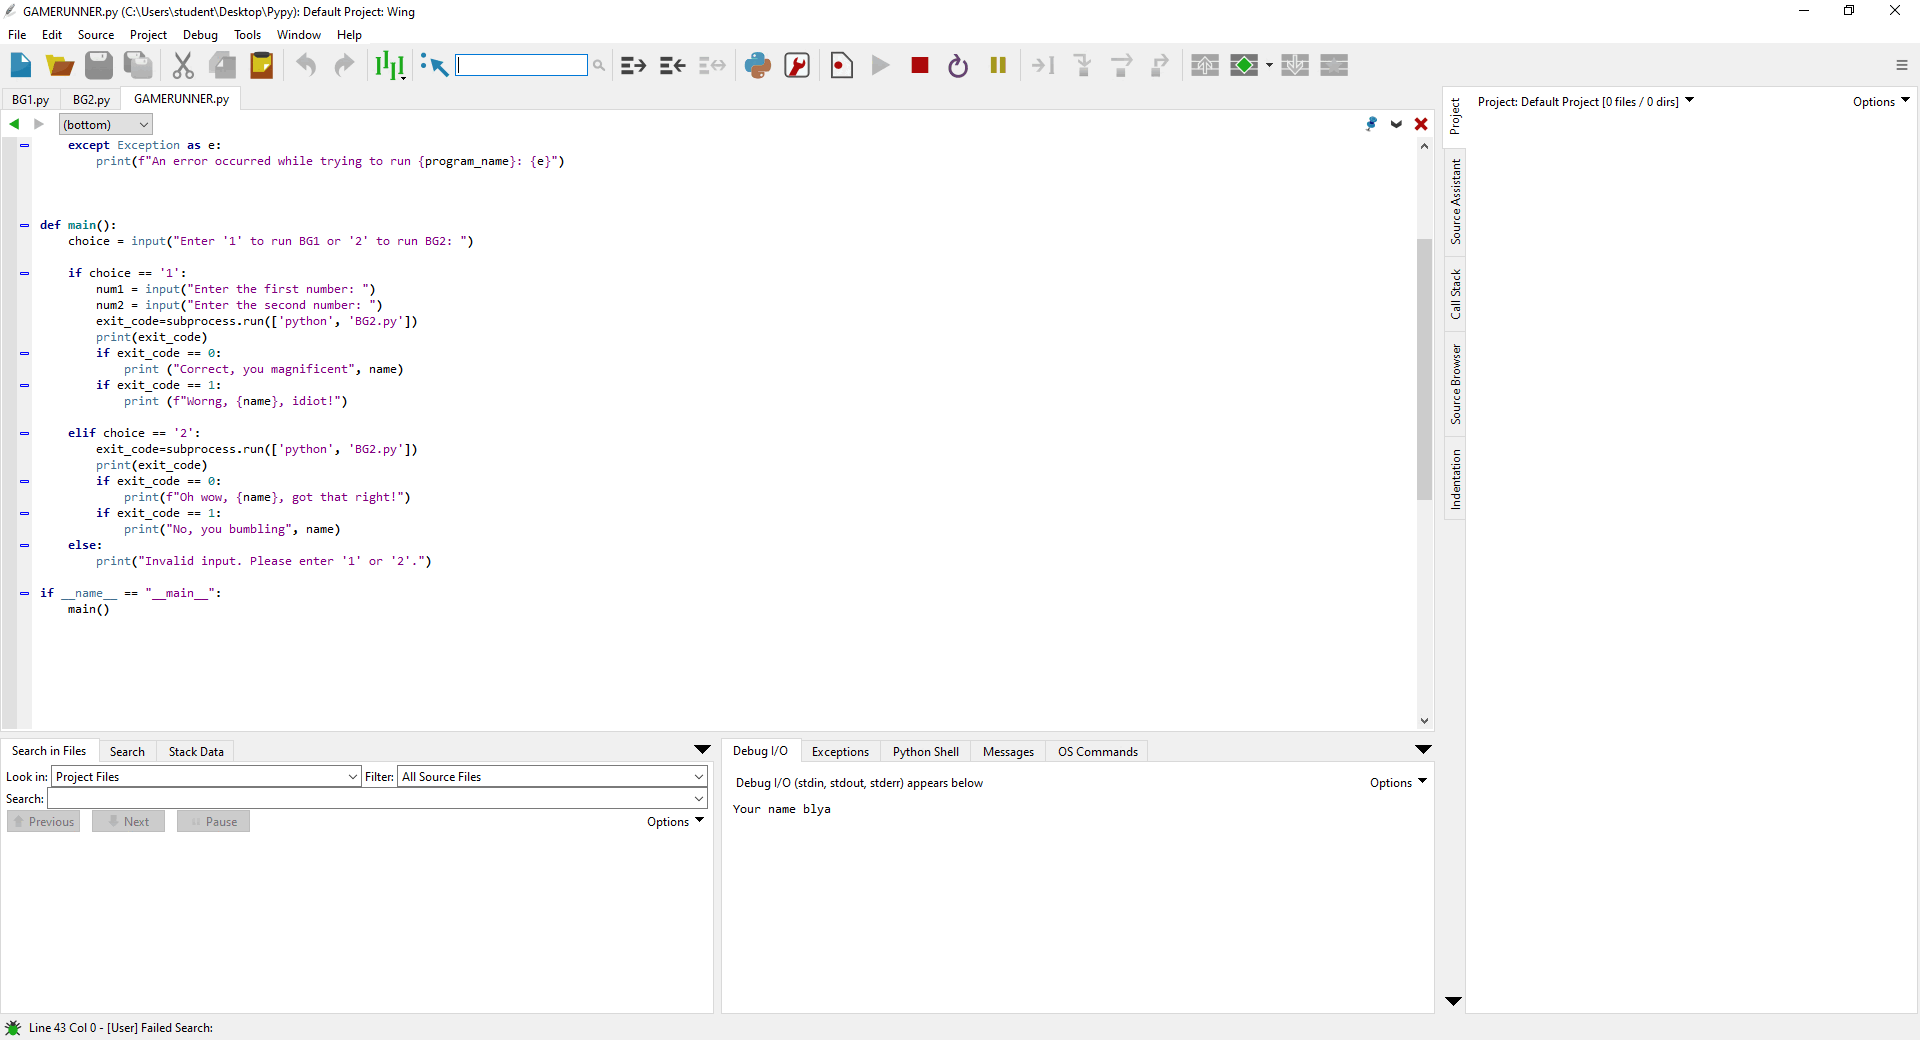 GAMERUNNER.py (C:\Users\student\Desktop\Pypy): Default Project: Wing
File Edit Source Project Debug Tools Window Help
BG1.py BG2.py GAMERUNNER.py
(bottom)
except Exception as e:
print(f"An error occurred while trying to run {program_name}: {e}")
def main():
choice = input("Enter '1' to run BG1 or '2' to run BG2: ")
if choice == '1':
num1 = input("Enter the first number: ")
num2 = input("Enter the second number: ")
exit_code=subprocess.run(['python', 'BG2.py'])
print(exit_code)
if exit_code == 0:
print ("Correct, you magnificent", name)
if exit_code == 1:
print (f"Worng, {name}, idiot!")
elif choice == '2':
exit_code=subprocess.run(['python', 'BG2.py'])
print(exit_code)
if exit_code == 0:
print(f"Oh wow, {name}, got that right!")
if exit_code == 1:
print("No, you bumbling", name)
else:
print("Invalid input. Please enter '1' or '2'.")
if __name__ == "__main__":
main()
Search in Files Search Stack Data
Look in: Project Files Filter: All Source Files
Search:
Previous Next Pause Options
Debug I/O Exceptions Python Shell Messages OS Commands
Debug I/O (stdin, stdout, stderr) appears below Options
Your name blya
Project
Source Assistant
Call Stack
Source Browser
Indentation
Project: Default Project [0 files / 0 dirs] Options
Line 43 Col 0 - [User] Failed Search: